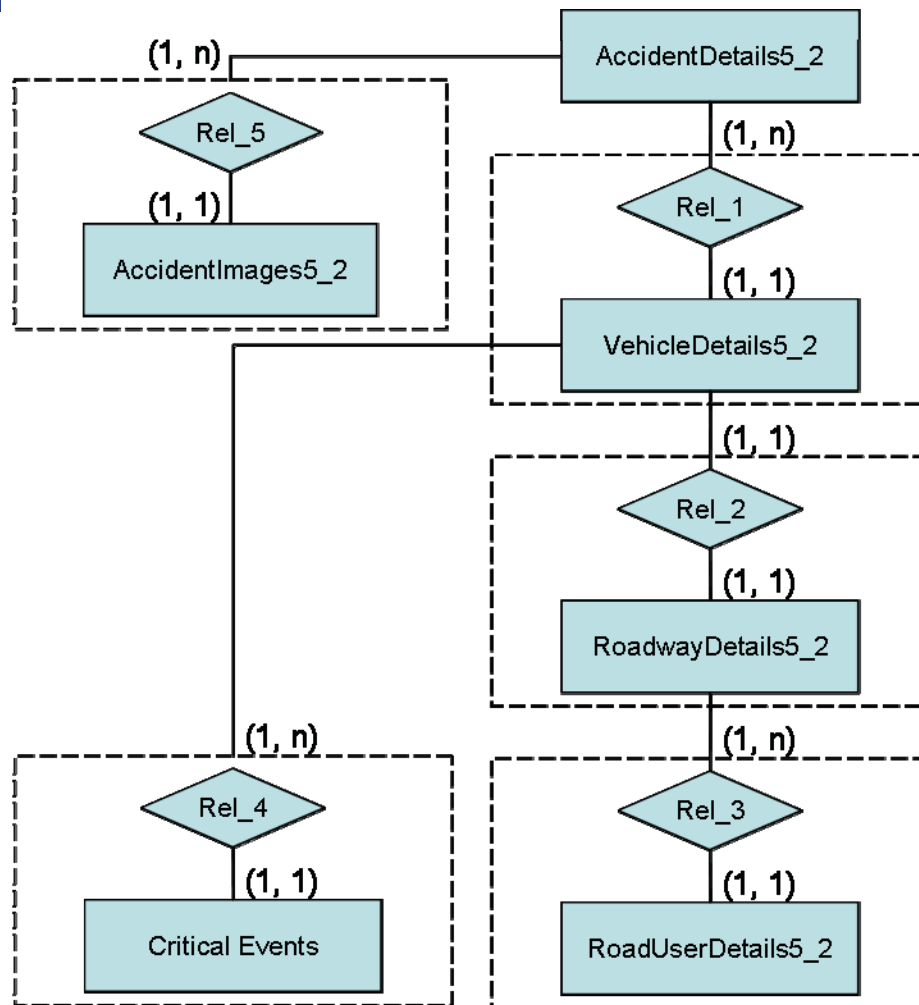 AccidentDetails5_2
(1, n)
Rel_5
(1, n)
(1, 1)
Rel_1
AccidentImages5_2
(1, 1)
VehicleDetails5_2
(1, 1)
Rel_2
(1, 1)
RoadwayDetails5_2
(1, n)
(1, n)
Rel_4
Rel_3
(1, 1)
(1, 1)
Critical Events
RoadUserDetails5_2